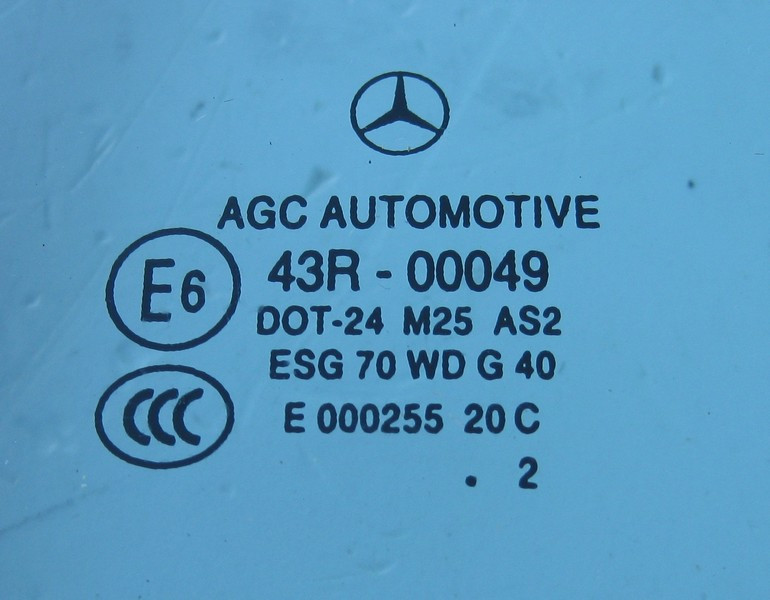 AGC AUTOMOTIVE
E6
43R - 00049
DOT-24 M25 AS2
ESG 70 WD G 40
CCC
E 000255 20 C
. 2